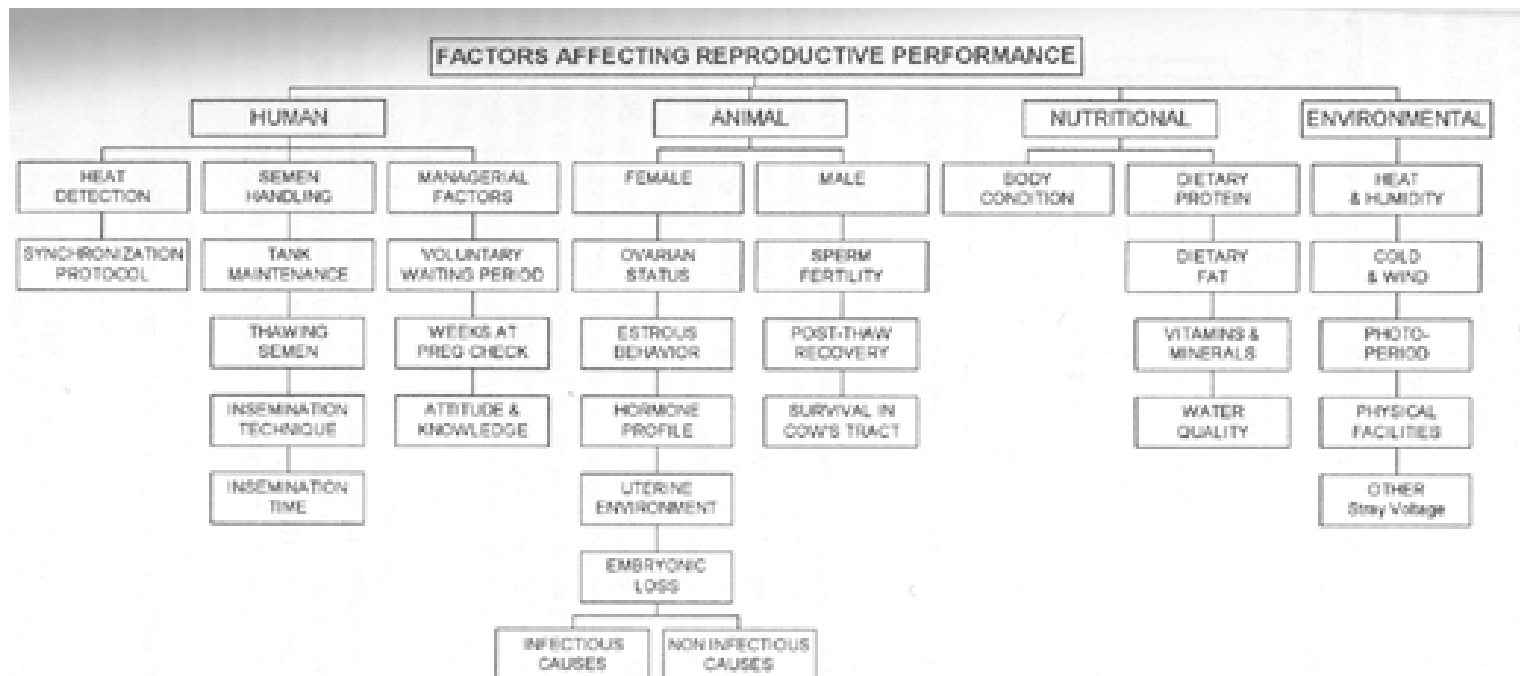 FACTORS AFFECTING REPRODUCTIVE PERFORMANCE
HUMAN
ANIMAL
NUTRITIONAL
ENVIRONMENTAL
HEAT
DETECTION
SEMEN
HANDLING
MANAGERIAL
FACTORS
FEMALE
MALE
BODY
CONDITION
DIETARY
PROTEIN
HEAT
& HUMIDITY
SYNCHRONIZATION
PROTOCOL
TANK
MAINTENANCE
VOLUNTARY
WAITING PERIOD
OVARIAN
STATUS
SPERM
FERTILITY
DIETARY
FAT
COLD
& WIND
THAWING
SEMEN
WEEKS AT
PREG CHECK
ESTROUS
BEHAVIOR
POST-THAW
RECOVERY
VITAMINS &
MINERALS
PHOTO-
PERIOD
INSEMINATION
TECHNIQUE
ATTITUDE &
KNOWLEDGE
HORMONE
PROFILE
SURVIVAL IN
COW'S TRACT
WATER
QUALITY
PHYSICAL
FACILITIES
INSEMINATION
TIME
UTERINE
ENVIRONMENT
OTHER
Stray Voltage
EMBRYONIC
LOSS
INFECTIOUS
CAUSES
NON INFECTIOUS
CAUSES